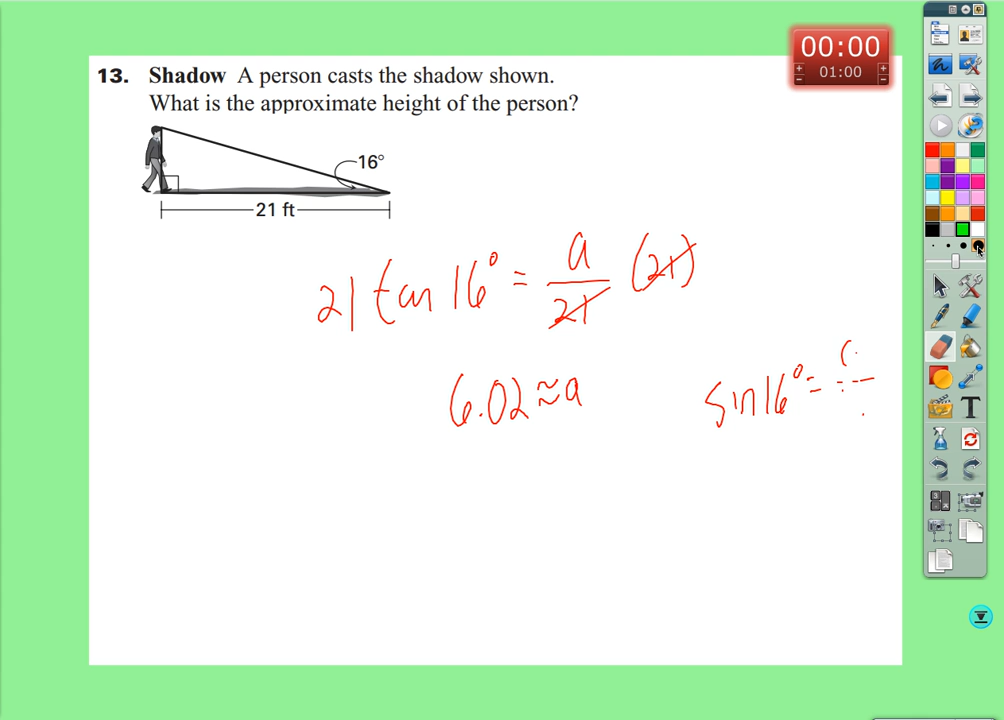 00:00
01:00
13. Shadow A person casts the shadow shown.
What is the approximate height of the person?
16°
21 ft
21 tan 16° = a/21 (21)
6.02 ≈ a
sin 16° =